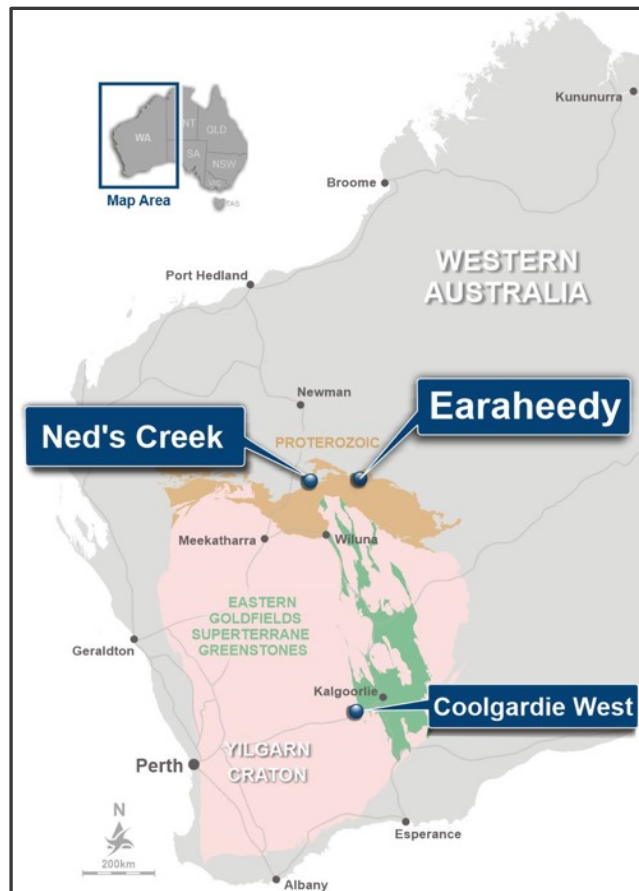 Kununurra
WA
NT
QLD
SA
NSW
TAS
Map Area
Broome
WESTERN
AUSTRALIA
Port Hedland
Newman
Earaheedy
Ned's Creek
PROTEROZOIC
Meekatharra
Wiluna
EASTERN
GOLDFIELDS
SUPERTERRANE
GREENSTONES
Geraldton
Kalgoorlie
Coolgardie West
YILGARN
CRATON
Perth
N
200km
Esperance
Albany